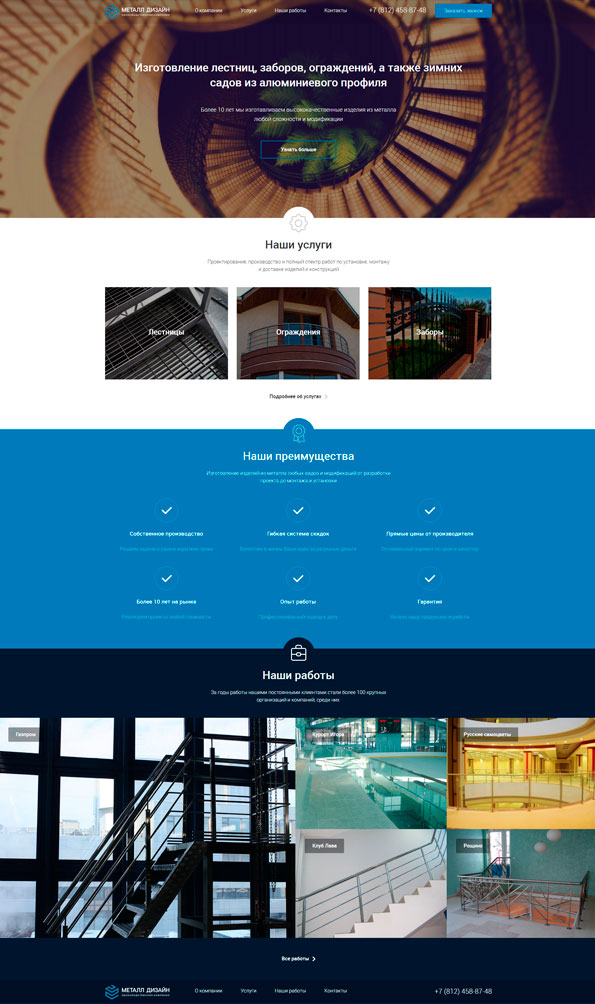 МЕТАЛЛ ДИЗАЙН
ПРОИЗВОДСТВЕННАЯ КОМПАНИЯ
О компании
Услуги
Наши работы
Контакты
+7 (812) 458-87-48
Заказать звонок
Изготовление лестниц, заборов, ограждений, а также зимних
садов из алюминиевого профиля
Более 10 лет мы изготавливаем высококачественные изделия из металла
любой сложности и модификации
Узнать больше
Наши услуги
Проектирование, производство и полный спектр работ по установке, монтажу
и доставке изделий и конструкций
Лестницы
Ограждения
Заборы
Подробнее об услугах
Наши преимущества
Изготовление изделий из металла любых видов и модификаций от разработки
проекта до монтажа и установки
Собственное производство
Гибкая система скидок
Прямые цены от производителя
Более 10 лет на рынке
Опыт работы
Гарантия
Наши работы
За годы работы нашими постоянными клиентами стали более 100 крупных
организаций и компаний, среди них
Газпром
Курорт Игора
Русские самоцветы
Клуб Лава
Рощино
Все работы
МЕТАЛЛ ДИЗАЙН
ПРОИЗВОДСТВЕННАЯ КОМПАНИЯ
О компании
Услуги
Наши работы
Контакты
+7 (812) 458-87-48